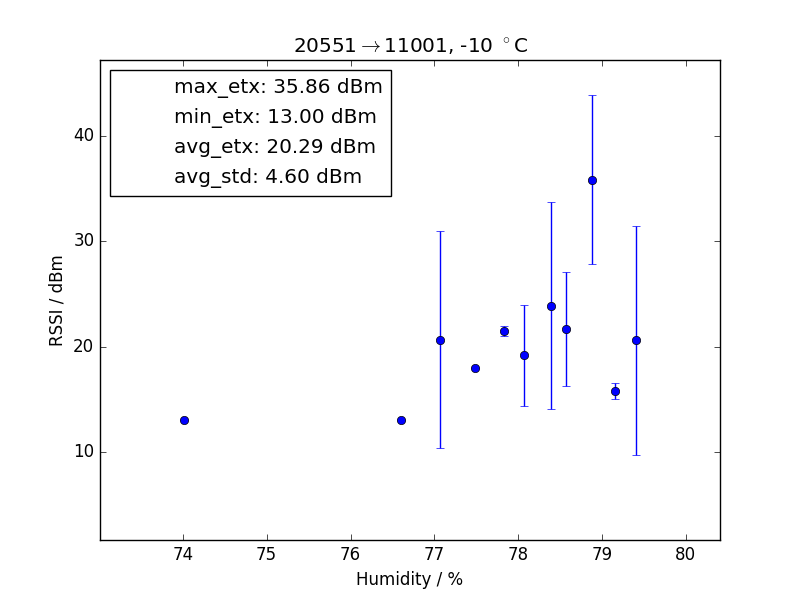 20551→11001, -10 °C
max_etx: 35.86 dBm
min_etx: 13.00 dBm
avg_etx: 20.29 dBm
avg_std: 4.60 dBm
40
30
20
10
RSSI / dBm
74 75 76 77 78 79 80
Humidity / %